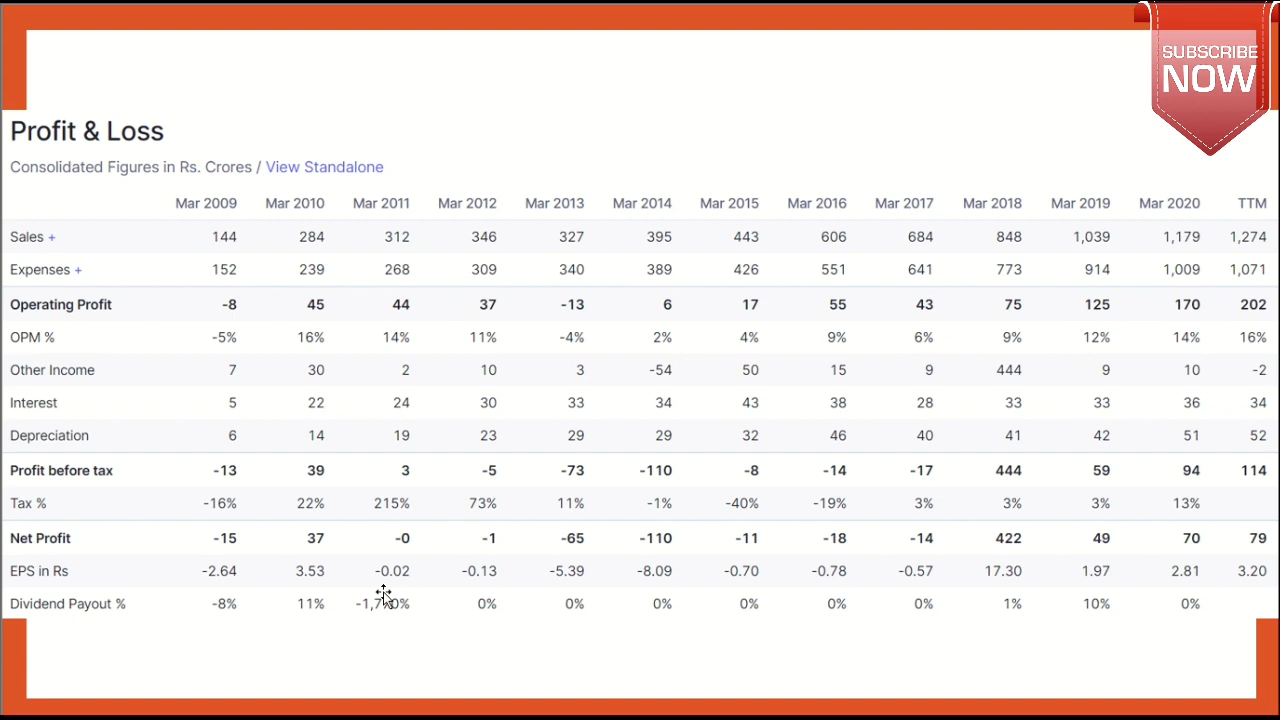 SUBSCRIBE
NOW
Profit & Loss
Consolidated Figures in Rs. Crores / View Standalone
Mar 2009 Mar 2010 Mar 2011 Mar 2012 Mar 2013 Mar 2014 Mar 2015 Mar 2016 Mar 2017 Mar 2018 Mar 2019 Mar 2020 TTM
Sales + 144 284 312 346 327 395 443 606 684 848 1,039 1,179 1,274
Expenses + 152 239 268 309 340 389 426 551 641 773 914 1,009 1,071
Operating Profit -8 45 44 37 -13 6 17 55 43 75 125 170 202
OPM % -5% 16% 14% 11% -4% 2% 4% 9% 6% 9% 12% 14% 16%
Other Income 7 30 2 10 3 -54 50 15 9 444 9 10 -2
Interest 5 22 24 30 33 34 43 38 28 33 33 36 34
Depreciation 6 14 19 23 29 29 32 46 40 41 42 51 52
Profit before tax -13 39 3 -5 -73 -110 -8 -14 -17 444 59 94 114
Tax % -16% 22% 215% 73% 11% -1% -40% -19% 3% 3% 3% 13%
Net Profit -15 37 -0 -1 -65 -110 -11 -18 -14 422 49 70 79
EPS in Rs -2.64 3.53 -0.02 -0.13 -5.39 -8.09 -0.70 -0.78 -0.57 17.30 1.97 2.81 3.20
Dividend Payout % -8% 11% 0% 0% 0% 0% 0% 0% 1% 10% 0%